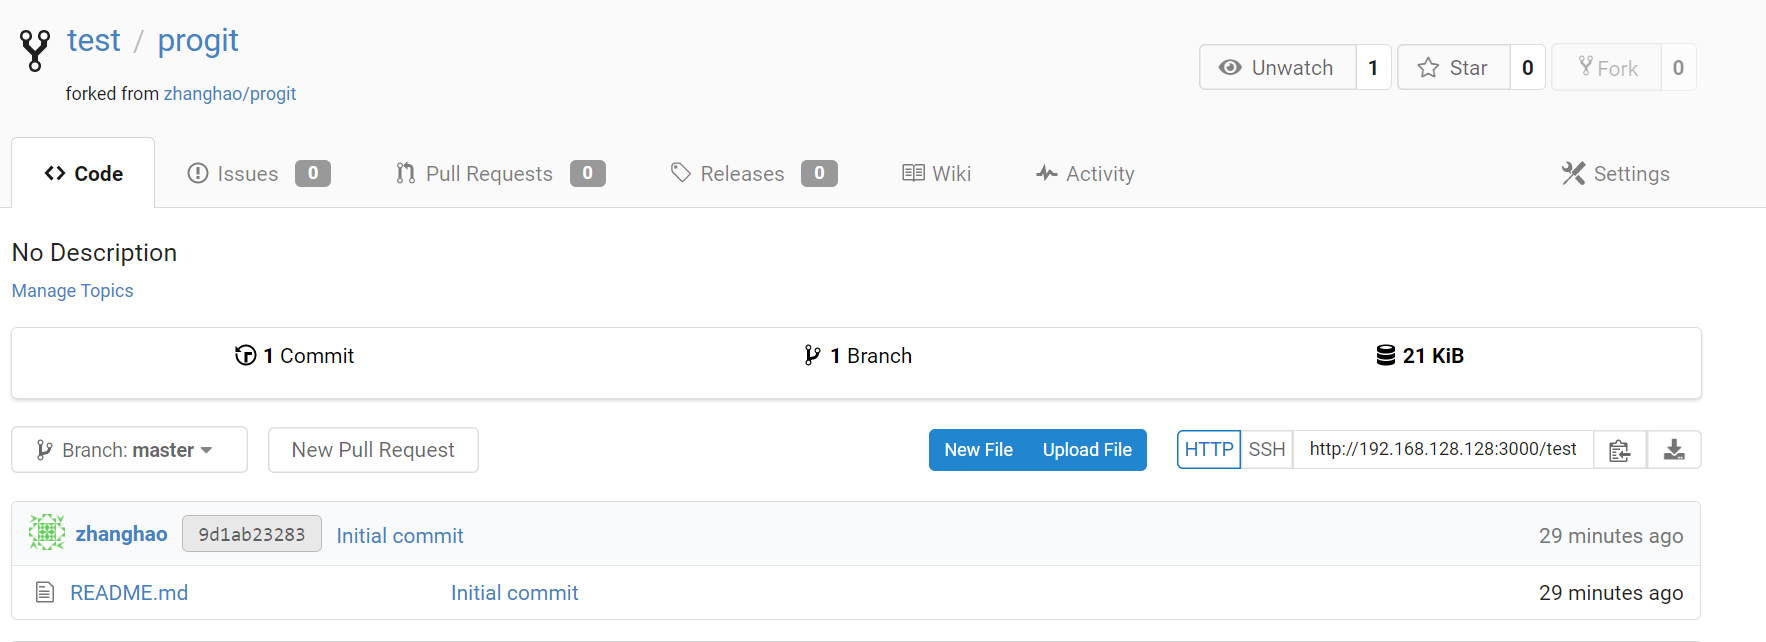 test / progit
forked from zhanghao/progit
Unwatch 1 Star 0 Fork 0
Code Issues 0 Pull Requests 0 Releases 0 Wiki Activity Settings
No Description
Manage Topics
1 Commit 1 Branch 21 KiB
Branch: master New Pull Request New File Upload File HTTP SSH http://192.168.128.128:3000/test
zhanghao 9d1ab23283 Initial commit 29 minutes ago
README.md Initial commit 29 minutes ago